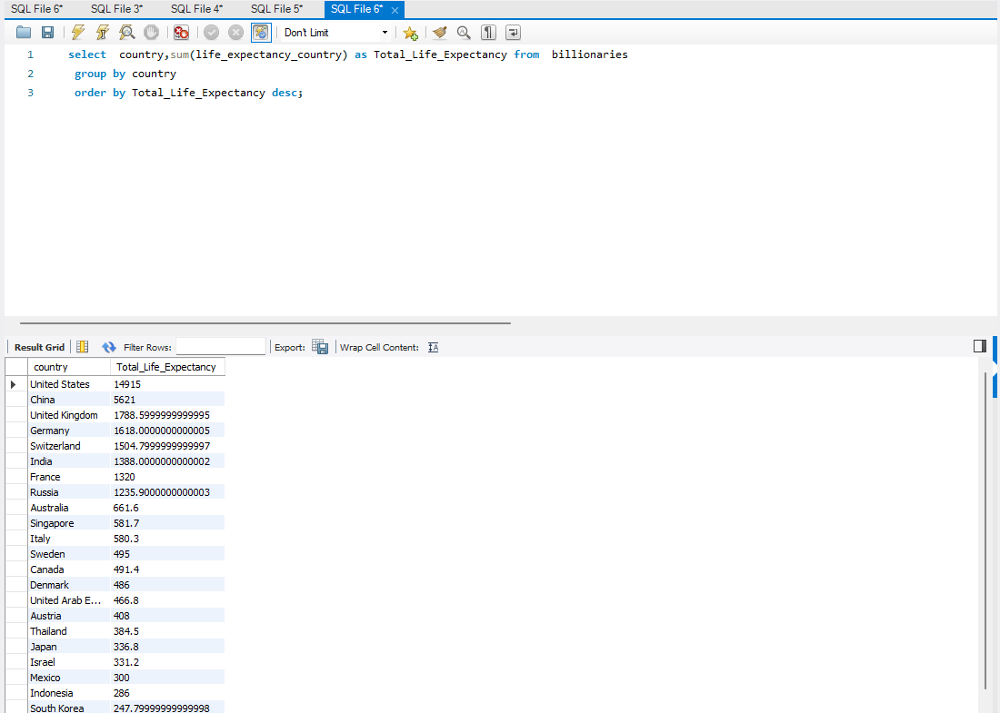 SQL File 6* SQL File 3* SQL File 4* SQL File 5* SQL File 6*
Don't Limit
1 select country,sum(life_expectancy_country) as Total_Life_Expectancy from billionaries
2 group by country
3 order by Total_Life_Expectancy desc;
Result Grid Filter Rows: Export: Wrap Cell Content: IA
country Total_Life_Expectancy
United States 14915
China 5621
United Kingdom 1788.5999999999995
Germany 1618.0000000000005
Switzerland 1504.7999999999997
India 1388.0000000000002
France 1320
Russia 1235.9000000000003
Australia 661.6
Singapore 581.7
Italy 580.3
Sweden 495
Canada 491.4
Denmark 486
United Arab E... 466.8
Austria 408
Thailand 384.5
Japan 336.8
Israel 331.2
Mexico 300
Indonesia 286
South Korea 247.79999999999998